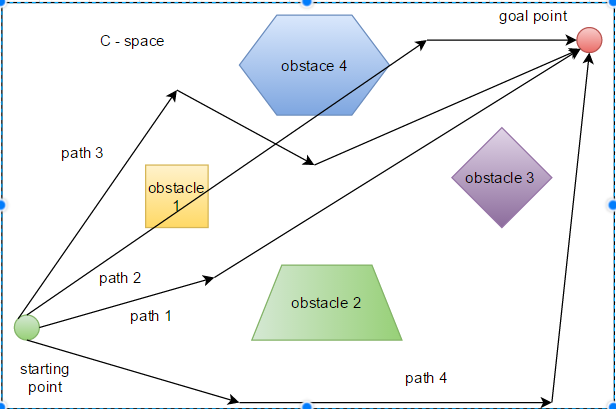 goal point
C - space
obstace 4
path 3
obstacle 3
obstacle
1
path 2
obstacle 2
path 1
starting
point
path 4